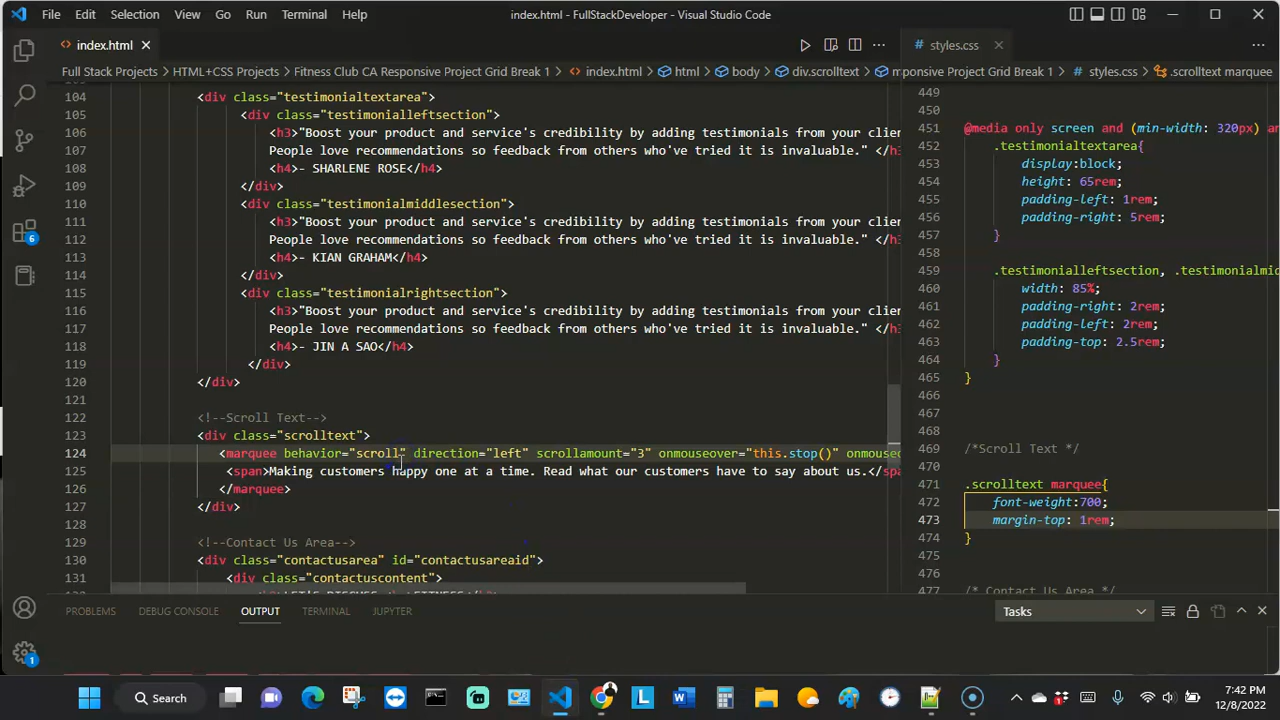 File Edit Selection View Go Run Terminal Help index.html - FullStackDeveloper - Visual Studio Code
index.html
styles.css
Full Stack Projects > HTML+CSS Projects > Fitness Club CA Responsive Project Grid Break 1 > index.html > html > body > div.scrolltext >
mponsive Project Grid Break 1 > styles.css > .scrolltext marquee
104 <div class="testimonialtextarea">
105 <div class="testimonialleftsection">
106 <h3>"Boost your product and service's credibility by adding testimonials from your clien
107 People love recommendations so feedback from others who've tried it is invaluable." </h
108 <h4>- SHARLENE ROSE</h4>
109 </div>
110 <div class="testimonialmiddlesection">
111 <h3>"Boost your product and service's credibility by adding testimonials from your clien
112 People love recommendations so feedback from others who've tried it is invaluable." </h3
113 <h4>- KIAN GRAHAM</h4>
114 </div>
115 <div class="testimonialrightsection">
116 <h3>"Boost your product and service's credibility by adding testimonials from your clien
117 People love recommendations so feedback from others who've tried it is invaluable." </h
118 <h4>- JIN A SAO</h4>
119 </div>
120 </div>
121
122 <!--Scroll Text-->
123 <div class="scrolltext">
124 <marquee behavior="scroll" direction="left" scrollamount="3" onmouseover="this.stop()" onmouseo
125 <span>Making customers happy one at a time. Read what our customers have to say about us.</sp
126 </marquee>
127 </div>
128
129 <!--Contact Us Area-->
130 <div class="contactusarea" id="contactusareaid">
131 <div class="contactuscontent">
449
450
451 @media only screen and (min-width: 320px) an
452 .testimonialtextarea{
453 display:block;
454 height: 65rem;
455 padding-left: 1rem;
456 padding-right: 5rem;
457 }
458
459 .testimonialleftsection, .testimonialmid
460 width: 85%;
461 padding-right: 2rem;
462 padding-left: 2rem;
463 padding-top: 2.5rem;
464 }
465 }
466
467
468
469 /*Scroll Text */
470
471 .scrolltext marquee{
472 font-weight:700;
473 margin-top: 1rem;
474 }
475
476
477 /* Contact Us Area */
PROBLEMS DEBUG CONSOLE OUTPUT TERMINAL JUPYTER Tasks
6
1
Search
7:42 PM
12/8/2022